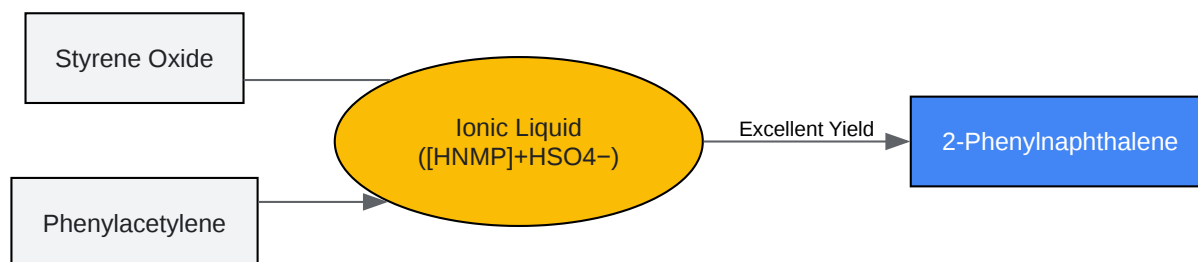 Styrene Oxide
Phenylacetylene
Ionic Liquid
([HNMP]+HSO4−)
Excellent Yield
2-Phenylnaphthalene